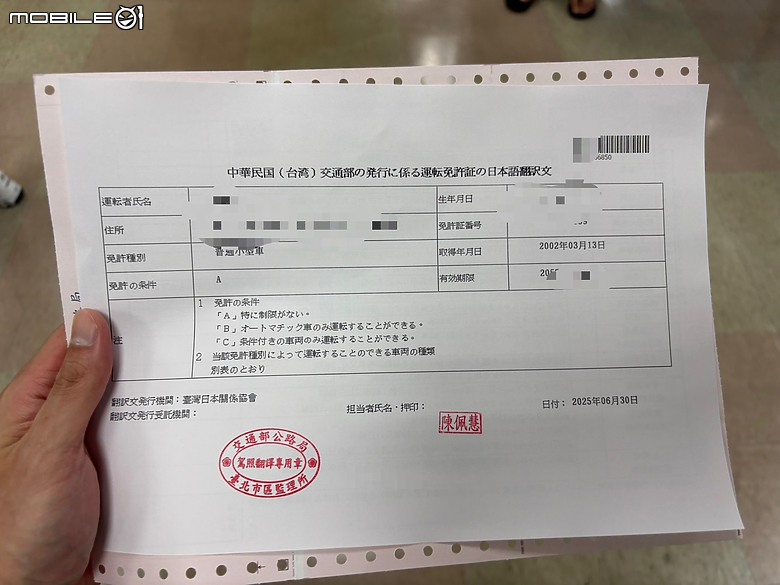 mobile01
6850
中華民国（台湾）交通部の発行に係る運転免許証の日本語翻訳文
運転者氏名
生年月日
住所
免許証番号
免許種別 普通小型車
取得年月日 2002年03月13日
免許の条件 A
有効期限
注
1 免許の条件
「A」特に制限がない。
「B」オートマチック車のみ運転することができる。
「C」条件付きの車両のみ運転することができる。
2 当該免許種別によって運転することのできる車両の種類
別表のとおり
翻訳文発行機関：臺灣日本關係協會
翻訳文発行受託機関：
担当者氏名・押印：
陳佩慧
日付： 2025年06月30日
交通部公路局
駕照翻譯專用章
臺北市區監理所